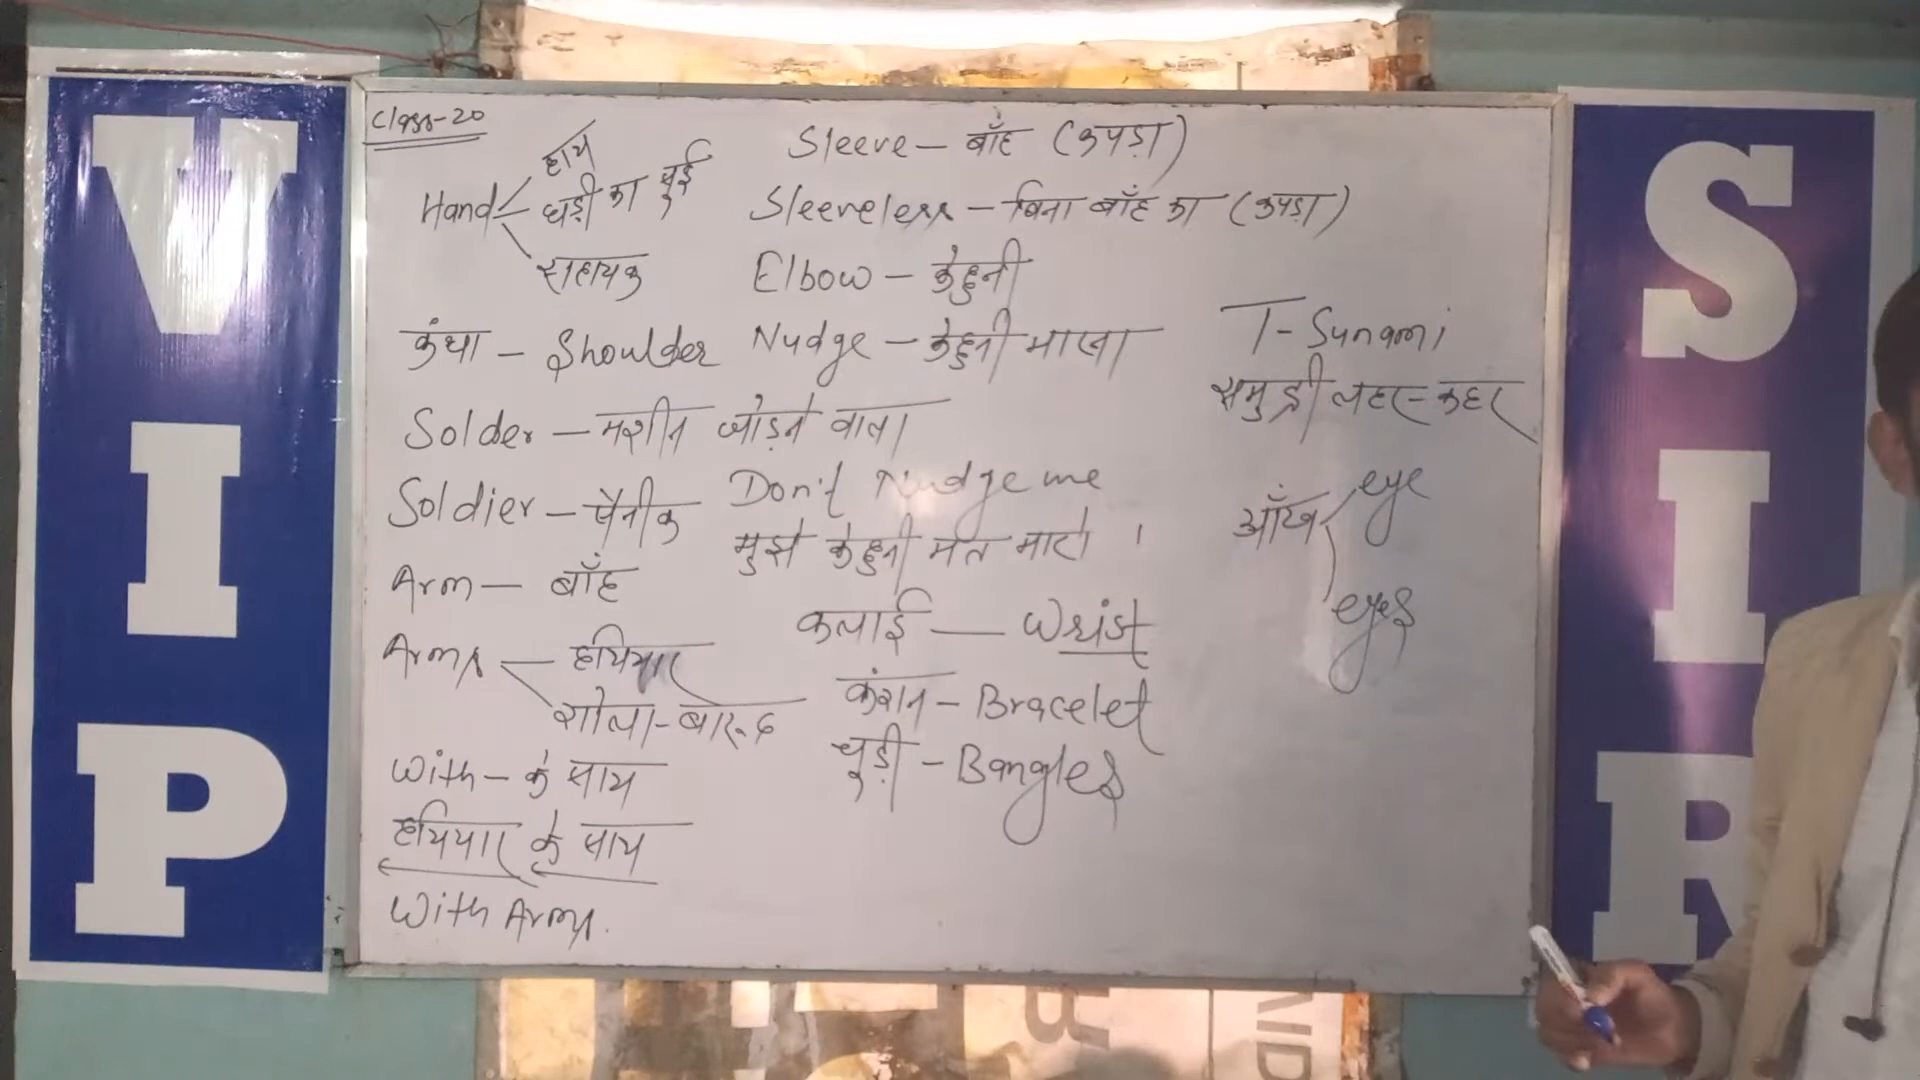 VIP
Class-20
Hand
हाथ
घड़ी का सुई
सहायक
कंधा - Shoulder
Solder - मशीन जोड़ने वाला
Soldier - सैनीक
Arm - बाँह
Arms
हथियार
गोला-बारूद
With - के साथ
हथियार के साथ
With Arms.
Sleeve - बाँह (कपड़ा)
Sleeveless - बिना बाँह का (कपड़ा)
Elbow - केहुनी
Nudge - केहुनी मारना
Don't Nudge me
मुझे केहुनी मत मारो ।
कलाई - Wrist
कंगन - Bracelet
चुड़ी - Bangles
T-Sunami
समुद्री लहर-कहर
आँख
eye
eyes
SIR